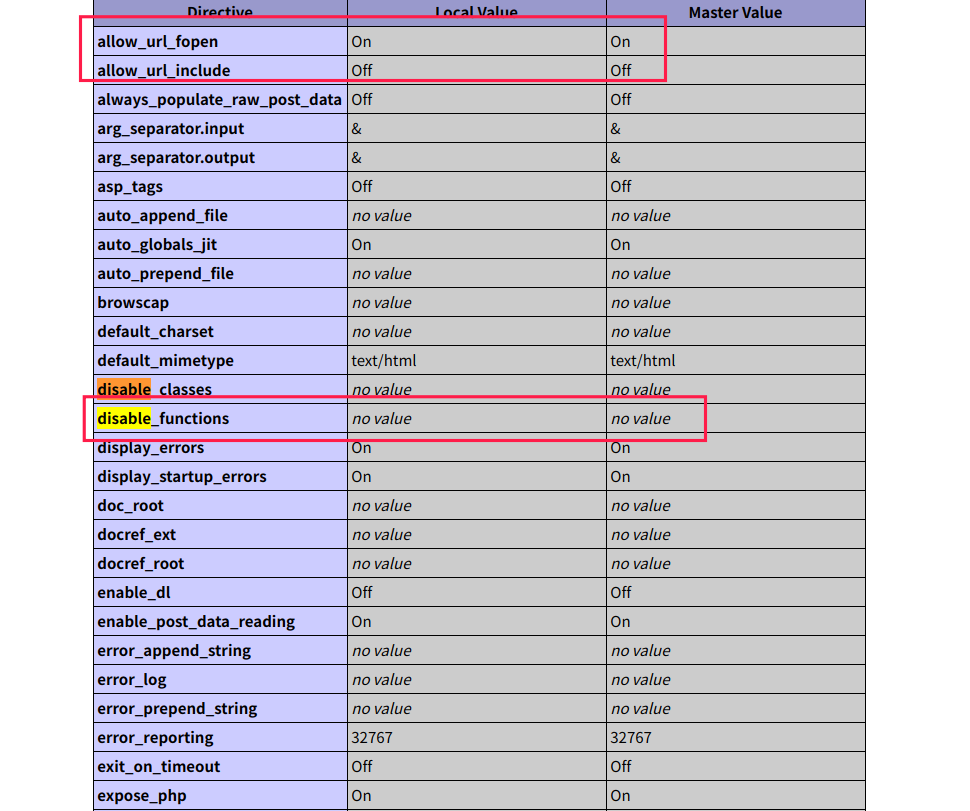 Directive Local Value Master Value
allow_url_fopen On On
allow_url_include Off Off
always_populate_raw_post_data Off Off
arg_separator.input & &
arg_separator.output & &
asp_tags Off Off
auto_append_file no value no value
auto_globals_jit On On
auto_prepend_file no value no value
browscap no value no value
default_charset no value no value
default_mimetype text/html text/html
disable_classes no value no value
disable_functions no value no value
display_errors On On
display_startup_errors On On
doc_root no value no value
docref_ext no value no value
docref_root no value no value
enable_dl Off Off
enable_post_data_reading On On
error_append_string no value no value
error_log no value no value
error_prepend_string no value no value
error_reporting 32767 32767
exit_on_timeout Off Off
expose_php On On